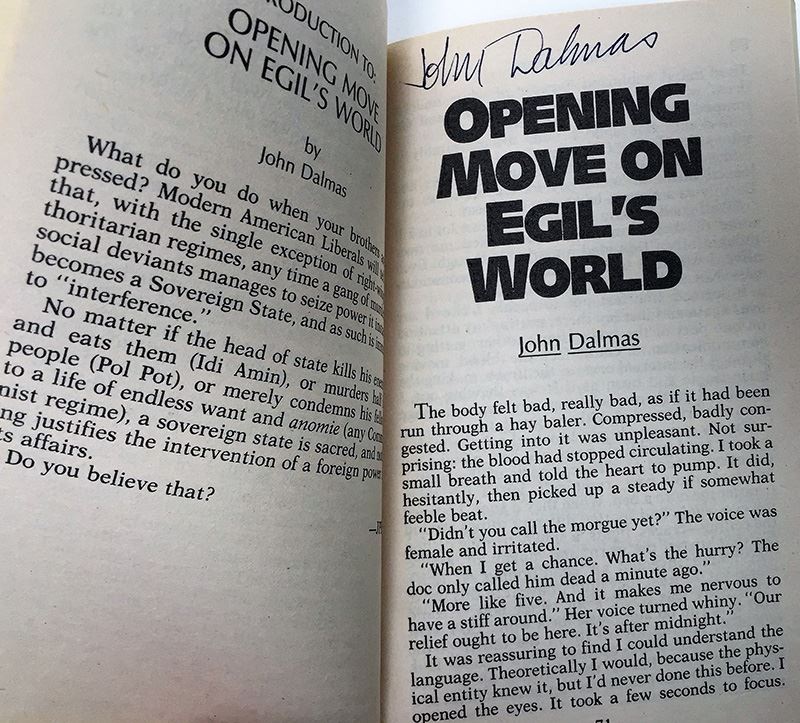 RODUCTION TO:
OPENING MOVE
ON EGIL'S WORLD
by
John Dalmas
What do you do when your brothers
pressed? Modern American Liberals will
that, with the single exception of
thoritarian regimes, any time a gang of
social deviants manages to seize power it
becomes a Sovereign State, and as such is
to "interference."
No matter if the head of state kills his
and eats them (Idi Amin), or murders
people (Pol Pot), or merely condemns his
to a life of endless want and anomie (any
nist regime), a sovereign state is sacred, and
ng justifies the intervention of a foreign power
ts affairs.
Do you believe that?
John Dalmas
OPENING
MOVE ON
EGIL'S
WORLD
John Dalmas
The body felt bad, really bad, as if it had been
run through a hay baler. Compressed, badly con-
gested. Getting into it was unpleasant. Not sur-
prising: the blood had stopped circulating. I took a
small breath and told the heart to pump. It did,
hesitantly, then picked up a steady if somewhat
feeble beat.
"Didn't you call the morgue yet?" The voice was
female and irritated.
"When I get a chance. What's the hurry? The
doc only called him dead a minute ago."
"More like five. And it makes me nervous to
have a stiff around." Her voice turned whiny. "Our
relief ought to be here. It's after midnight."
It was reassuring to find I could understand the
language. Theoretically I would, because the phys-
ical entity knew it, but I'd never done this before. I
opened the eyes. It took a few seconds to focus.
71